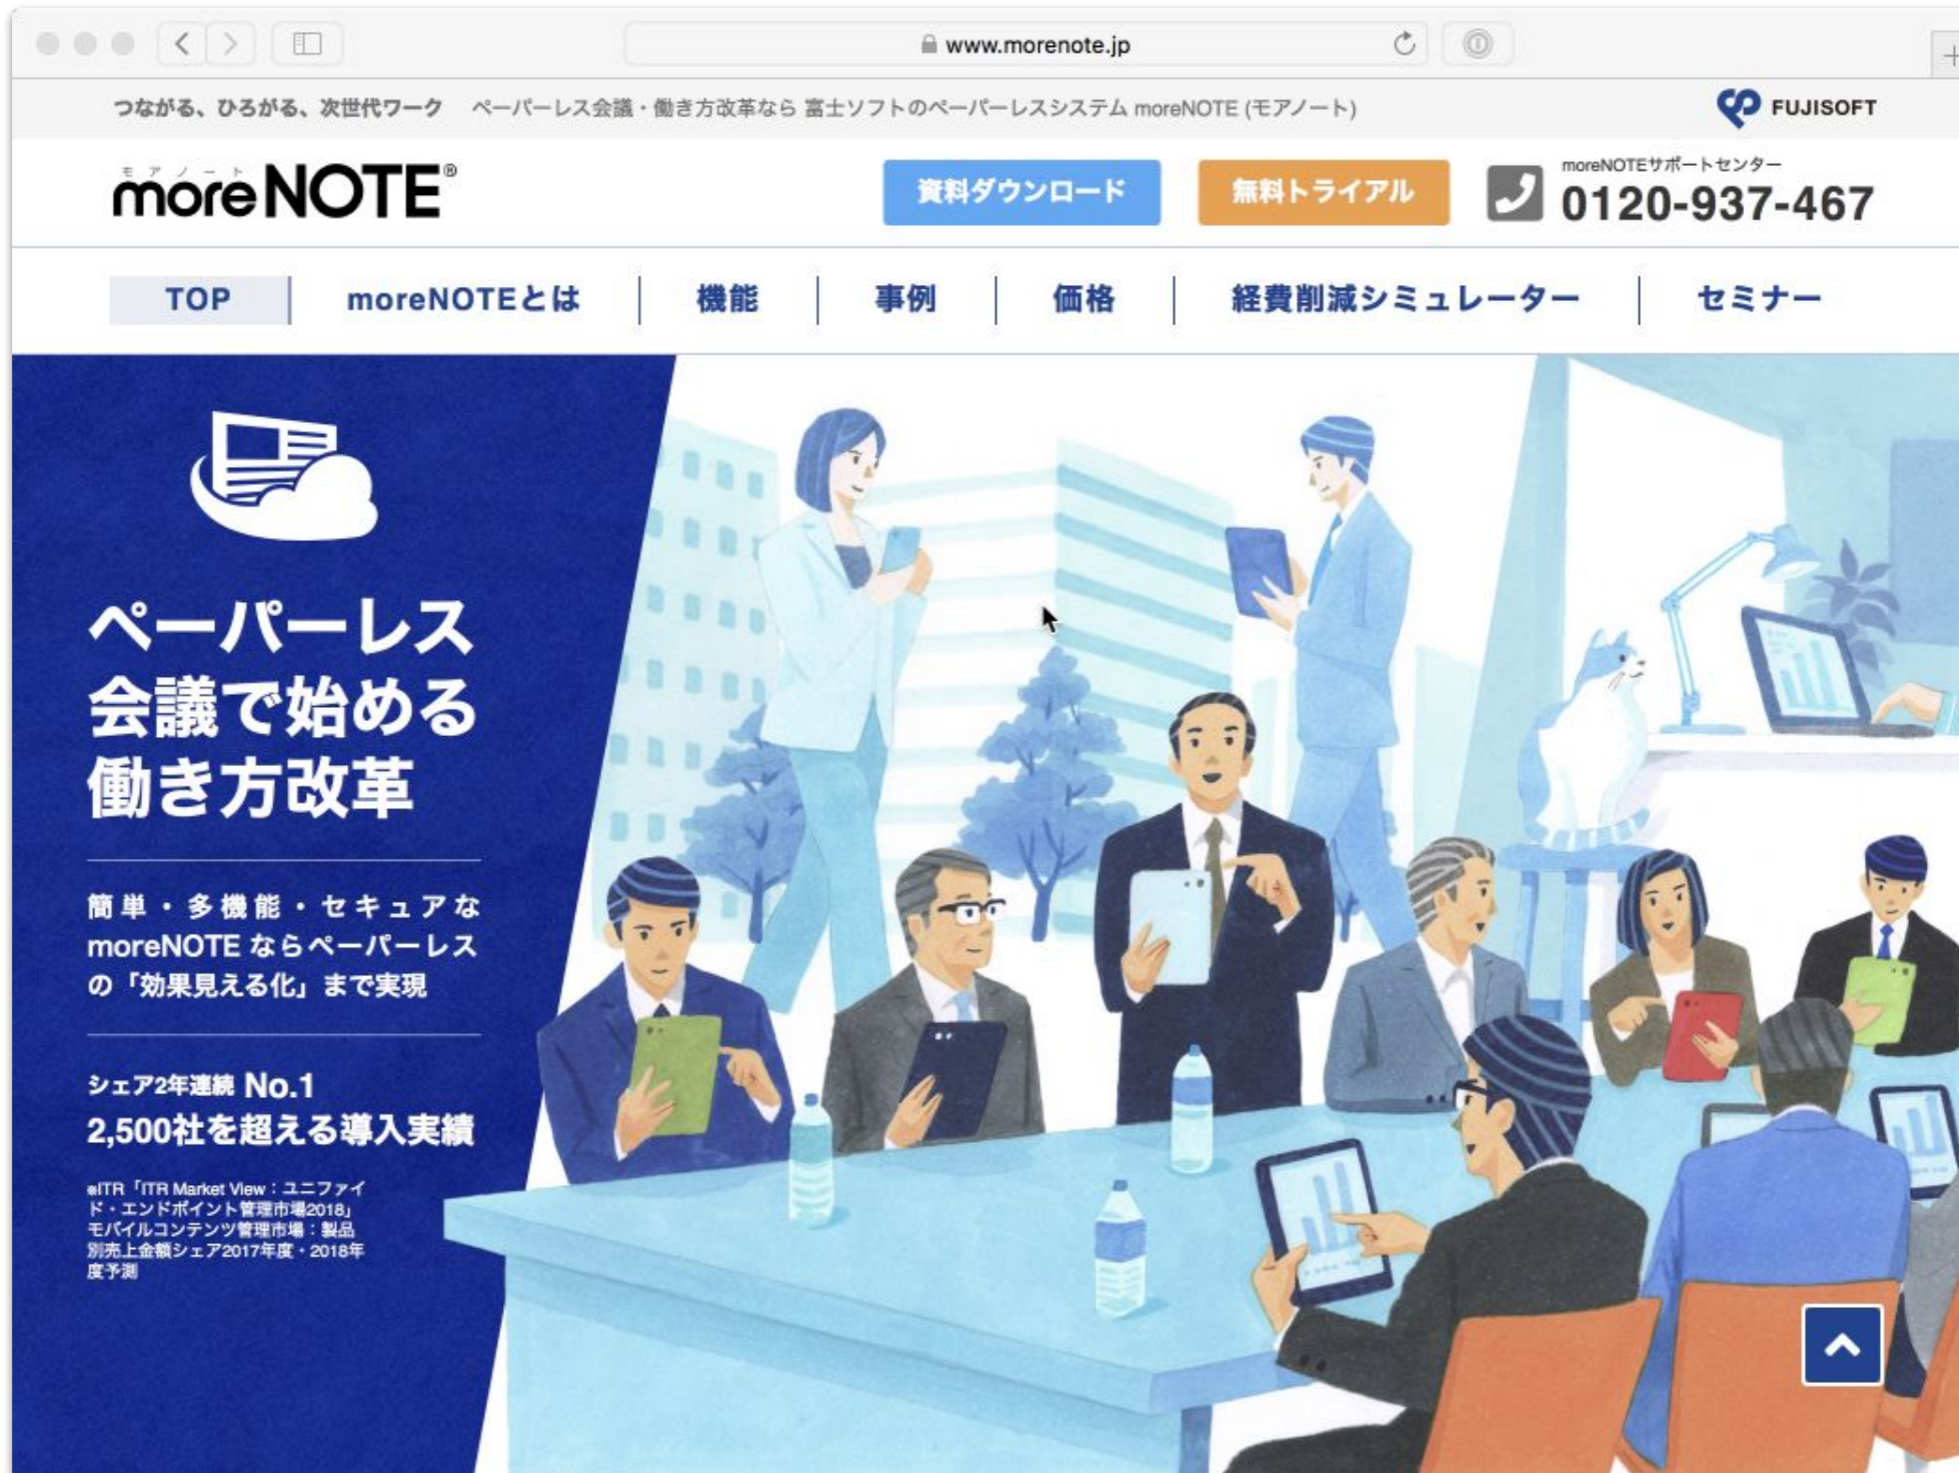 www.morenote.jp
つながる、ひろがる、次世代ワーク ペーパーレス会議・働き方改革なら 富士ソフトのペーパーレスシステム moreNOTE (モアノート)
FUJISOFT
モアノート
moreNOTE®
資料ダウンロード
無料トライアル
moreNOTEサポートセンター
0120-937-467
TOP
moreNOTEとは
機能
事例
価格
経費削減シミュレーター
セミナー
ペーパーレス
会議で始める
働き方改革
簡単・多機能・セキュアな
moreNOTE ならペーパーレス
の「効果見える化」まで実現
シェア2年連続 No.1
2,500社を超える導入実績
※ITR「ITR Market View：ユニファイ
ド・エンドポイント管理市場2018」
モバイルコンテンツ管理市場：製品
別売上金額シェア2017年度・2018年
度予測